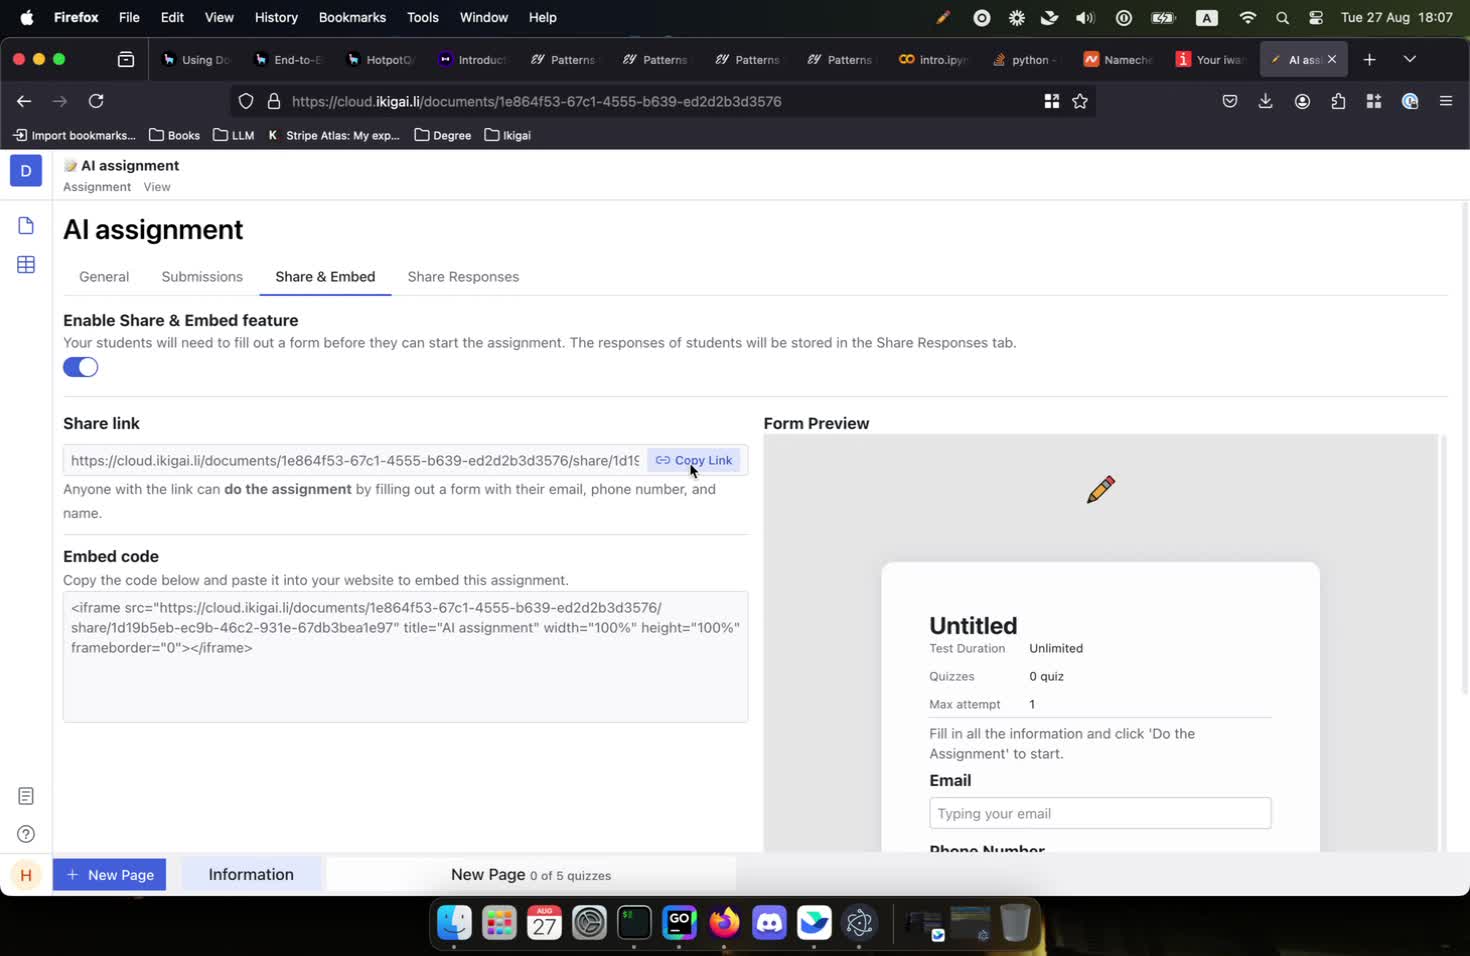 Firefox File Edit View History Bookmarks Tools Window Help
A
Tue 27 Aug 18:07
Using Do
End-to-E
HotpotQ
Introduct
Patterns
Patterns
Patterns
Patterns
intro.ipyn
python -
Nameche
Your iwa
AI assi
https://cloud.ikigai.li/documents/1e864f53-67c1-4555-b639-ed2d2b3d3576
Import bookmarks...
Books
LLM
K Stripe Atlas: My exp...
Degree
Ikigai
D
AI assignment
Assignment View
AI assignment
General Submissions Share & Embed Share Responses
Enable Share & Embed feature
Your students will need to fill out a form before they can start the assignment. The responses of students will be stored in the Share Responses tab.
Share link
https://cloud.ikigai.li/documents/1e864f53-67c1-4555-b639-ed2d2b3d3576/share/1d19
Copy Link
Anyone with the link can do the assignment by filling out a form with their email, phone number, and
name.
Embed code
Copy the code below and paste it into your website to embed this assignment.
<iframe src="https://cloud.ikigai.li/documents/1e864f53-67c1-4555-b639-ed2d2b3d3576/
share/1d19b5eb-ec9b-46c2-931e-67db3bea1e97" title="AI assignment" width="100%" height="100%"
frameborder="0"></iframe>
Form Preview
Untitled
Test Duration Unlimited
Quizzes 0 quiz
Max attempt 1
Fill in all the information and click 'Do the
Assignment' to start.
Email
Typing your email
Phone Number
H
+ New Page
Information
New Page 0 of 5 quizzes
AUG
27
GO